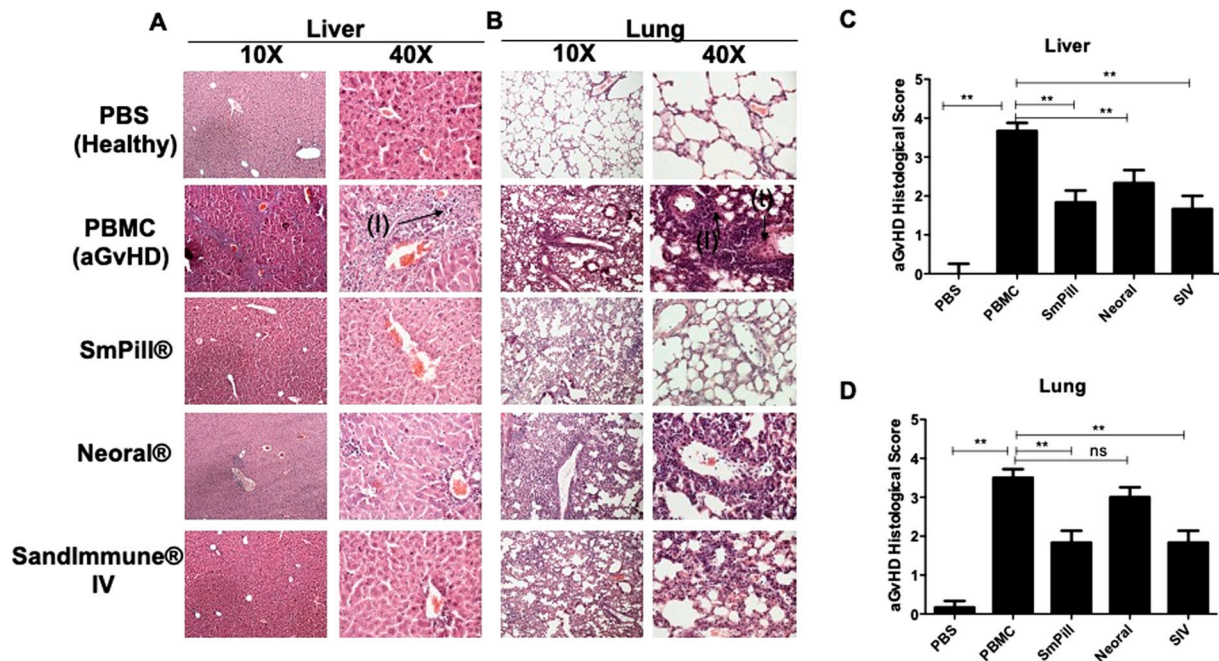 A
Liver
B
Lung
10X
40X
10X
40X
PBS
(Healthy)
PBMC
(aGvHD)
(I)
(I)
(t)
SmPill®
Neoral®
SandImmune®
IV
C
Liver
aGvHD Histological Score
5
4
3
2
1
0
**
**
**
**
PBS
PBMC
SmPill
Neoral
SIV
D
Lung
aGvHD Histological Score
5
4
3
2
1
0
**
**
**
ns
PBS
PBMC
SmPill
Neoral
SIV